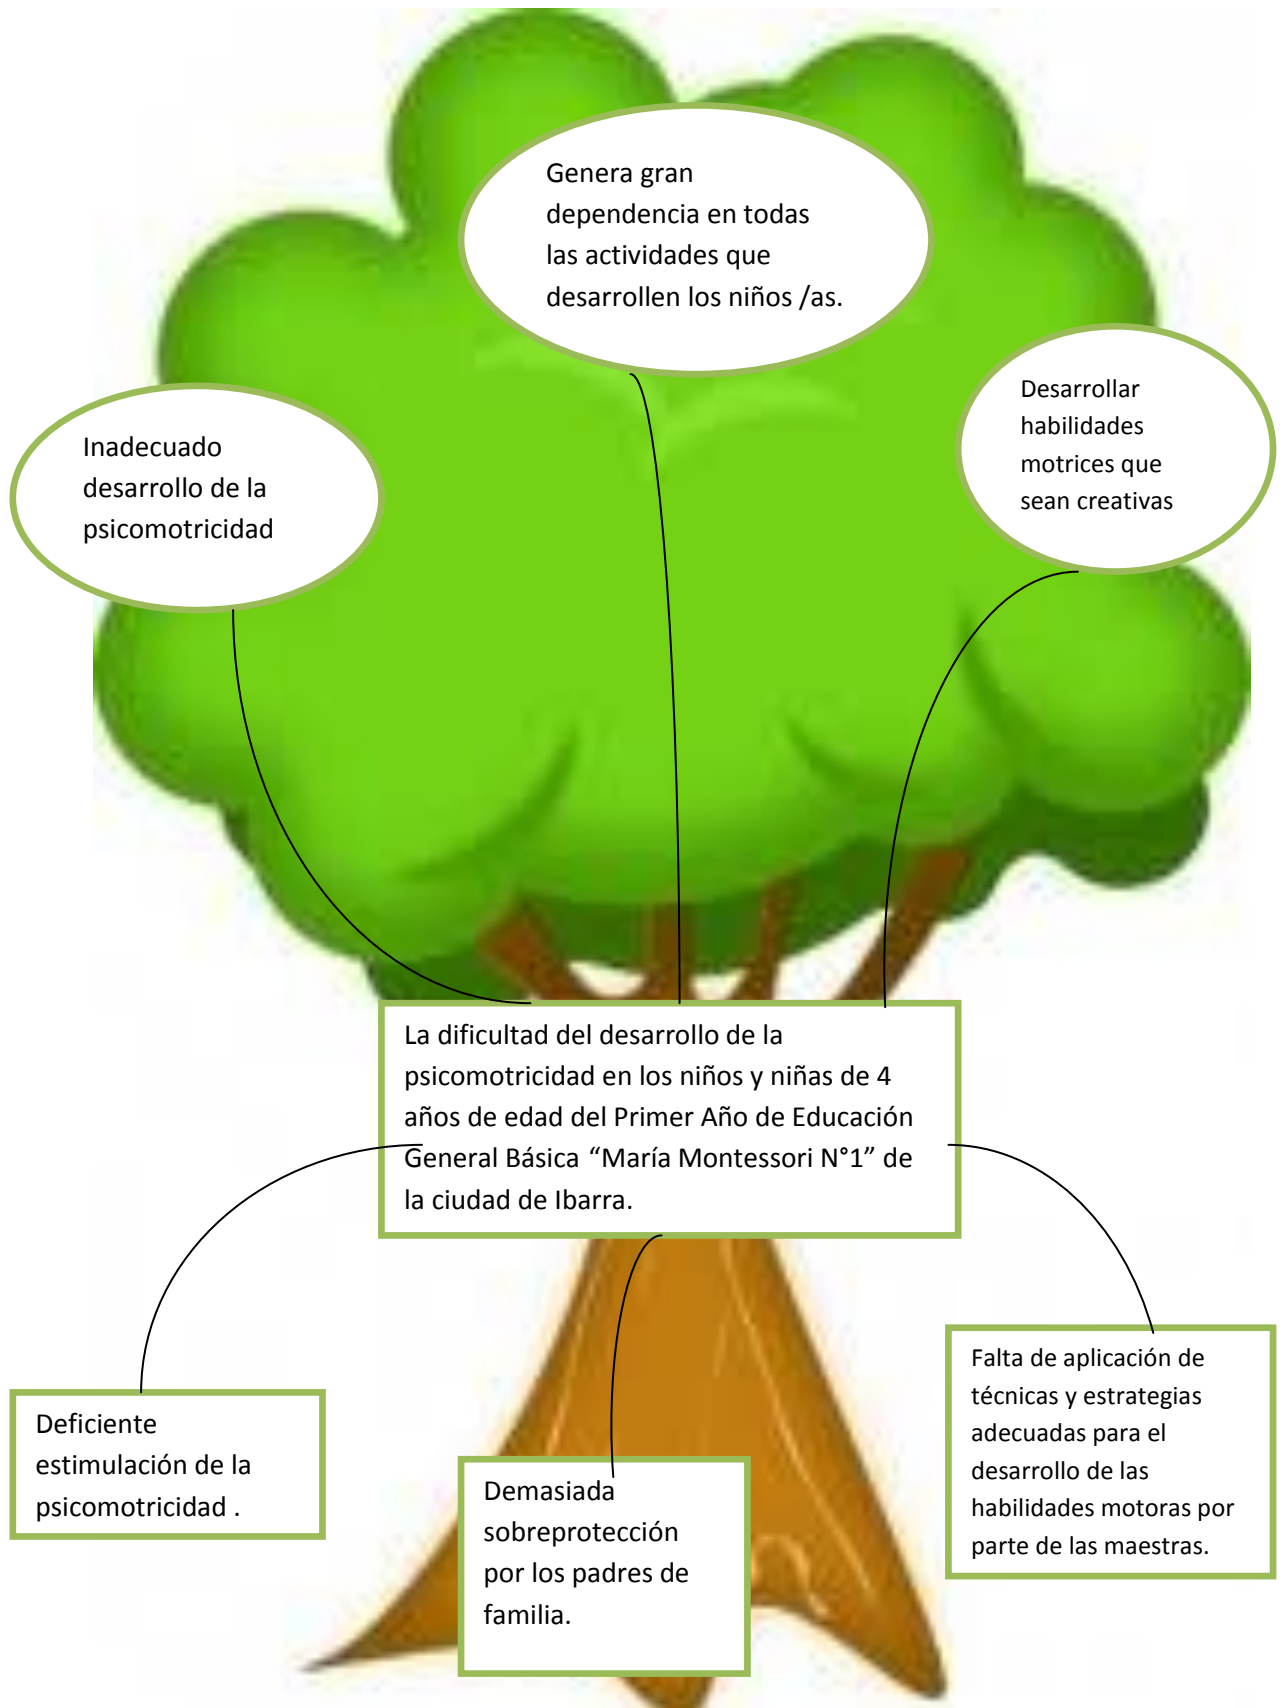 Genera gran
dependencia en todas
las actividades que
desarrollen los niños /as.
Desarrollar
habilidades
motrices que
sean creativas
Inadecuado
desarrollo de la
psicomotricidad
La dificultad del desarrollo de la
psicomotricidad en los niños y niñas de 4
años de edad del Primer Año de Educación
General Básica “María Montessori N°1” de
la ciudad de Ibarra.
Deficiente
estimulación de la
psicomotricidad .
Demasiada
sobreprotección
por los padres de
familia.
Falta de aplicación de
técnicas y estrategias
adecuadas para el
desarrollo de las
habilidades motoras por
parte de las maestras.